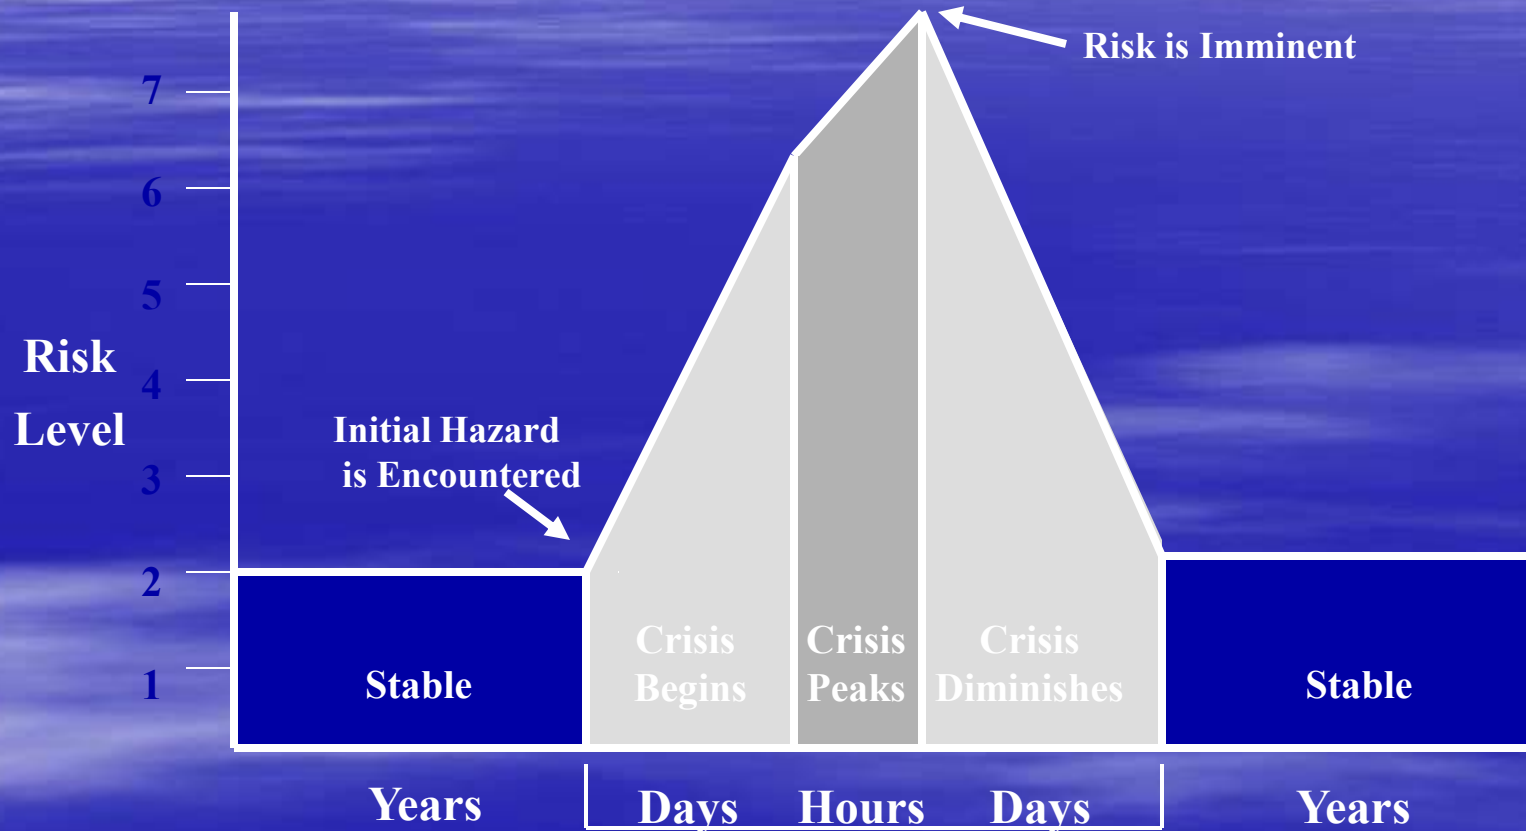 Risk is Imminent
7
6
5
Risk
4
Level
Initial Hazard
is Encountered
3
2
1
Stable
Crisis
Begins
Crisis
Peaks
Crisis
Diminishes
Stable
Years
Days
Hours
Days
Years